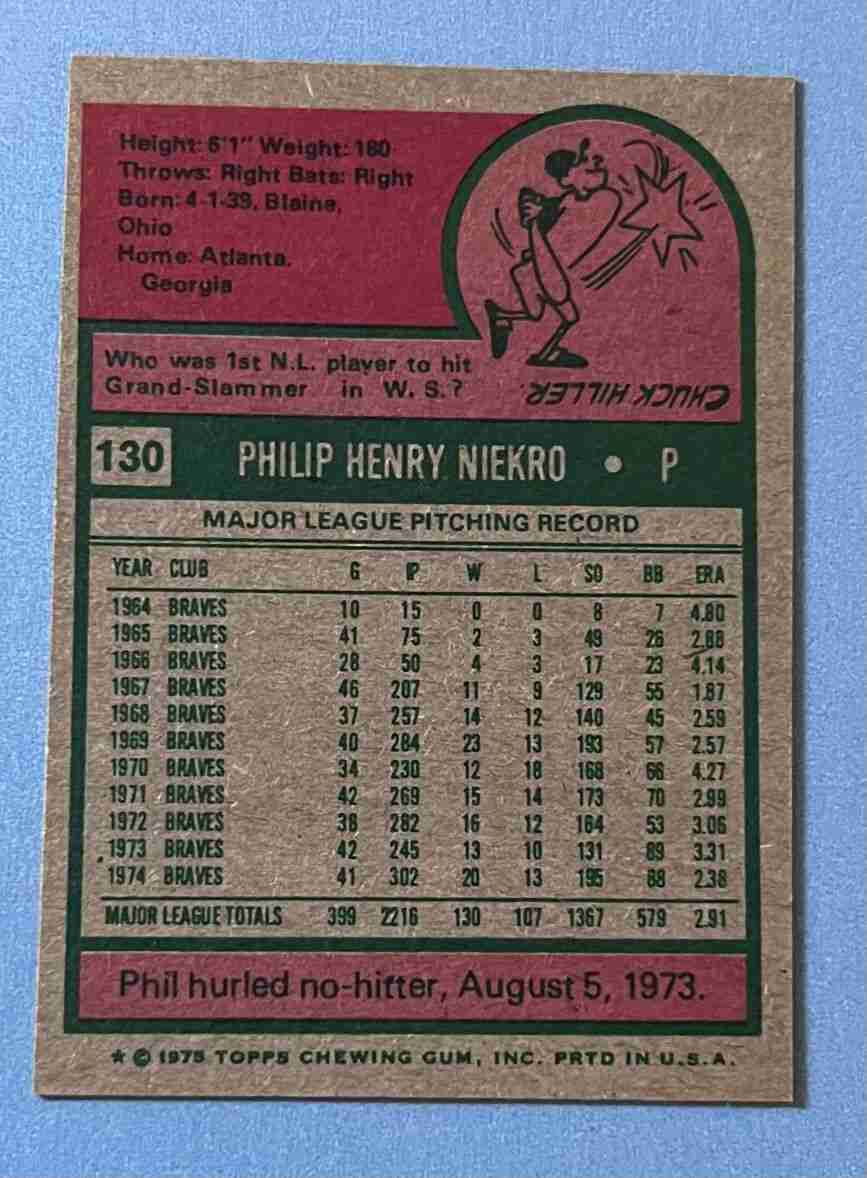 Height: 6'1" Weight: 180
Throws: Right Bats: Right
Born: 4-1-39, Blaine,
Ohio
Home: Atlanta,
Georgia
Who was 1st N.L. player to hit
Grand-Slammer in W. S.?
CHUCK HILLER.
130 PHILIP HENRY NIEKRO • P
MAJOR LEAGUE PITCHING RECORD
YEAR CLUB G IP W L SO BB ERA
1964 BRAVES 10 15 0 0 8 7 4.80
1965 BRAVES 41 75 2 3 49 26 2.88
1966 BRAVES 28 50 4 3 17 23 4.14
1967 BRAVES 46 207 11 9 129 55 1.87
1968 BRAVES 37 257 14 12 140 45 2.59
1969 BRAVES 40 284 23 13 193 57 2.57
1970 BRAVES 34 230 12 18 168 66 4.27
1971 BRAVES 42 269 15 14 173 70 2.99
1972 BRAVES 38 282 16 12 164 53 3.06
1973 BRAVES 42 245 13 10 131 89 3.31
1974 BRAVES 41 302 20 13 195 88 2.38
MAJOR LEAGUE TOTALS 399 2216 130 107 1367 579 2.91
Phil hurled no-hitter, August 5, 1973.
★ © 1975 TOPPS CHEWING GUM, INC. PRTD IN U.S.A.